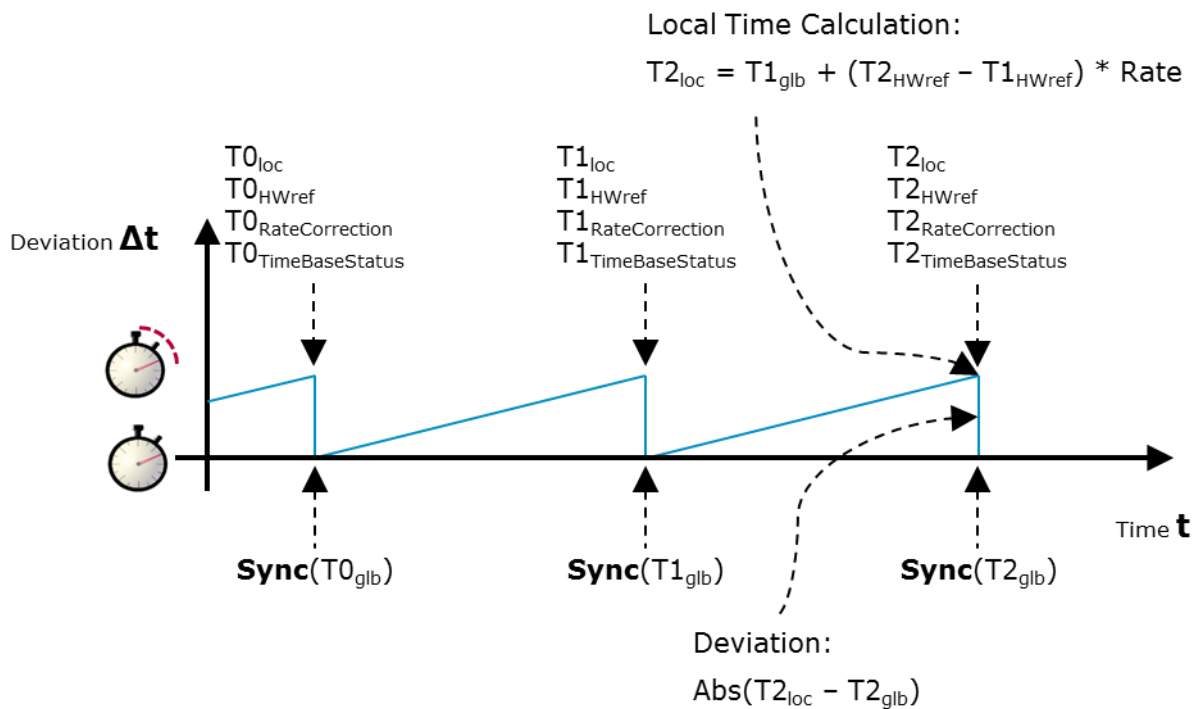 Local Time Calculation:
T2loc = T1glb + (T2HWref – T1HWref) * Rate
T0loc
T0HWref
T0RateCorrection
T0TimeBaseStatus
T1loc
T1HWref
T1RateCorrection
T1TimeBaseStatus
T2loc
T2HWref
T2RateCorrection
T2TimeBaseStatus
Deviation Δt
Time t
Sync(T0glb)
Sync(T1glb)
Sync(T2glb)
Deviation:
Abs(T2loc – T2glb)